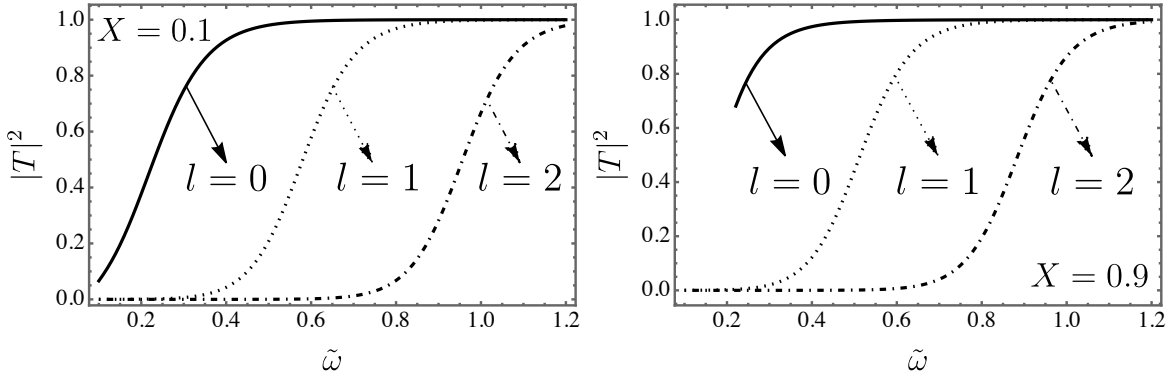 X = 0.1
|T|²
1.0
0.8
0.6
0.4
0.2
0.0
l = 0
l = 1
l = 2
0.2 0.4 0.6 0.8 1.0 1.2
ω̃
|T|²
1.0
0.8
0.6
0.4
0.2
0.0
l = 0
l = 1
l = 2
X = 0.9
0.2 0.4 0.6 0.8 1.0 1.2
ω̃